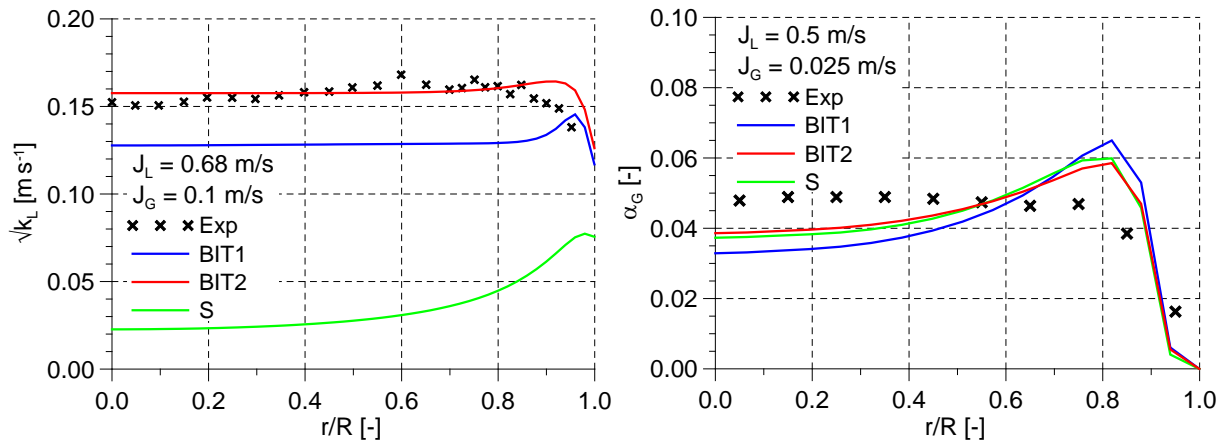 0.20
0.15
0.10
0.05
0.00
√k_L [m s⁻¹]
J_L = 0.68 m/s
J_G = 0.1 m/s
Exp
BIT1
BIT2
S
0.0 0.2 0.4 0.6 0.8 1.0
r/R [-]
0.10
0.08
0.06
0.04
0.02
0.00
α_G [-]
J_L = 0.5 m/s
J_G = 0.025 m/s
Exp
BIT1
BIT2
S
0.0 0.2 0.4 0.6 0.8 1.0
r/R [-]